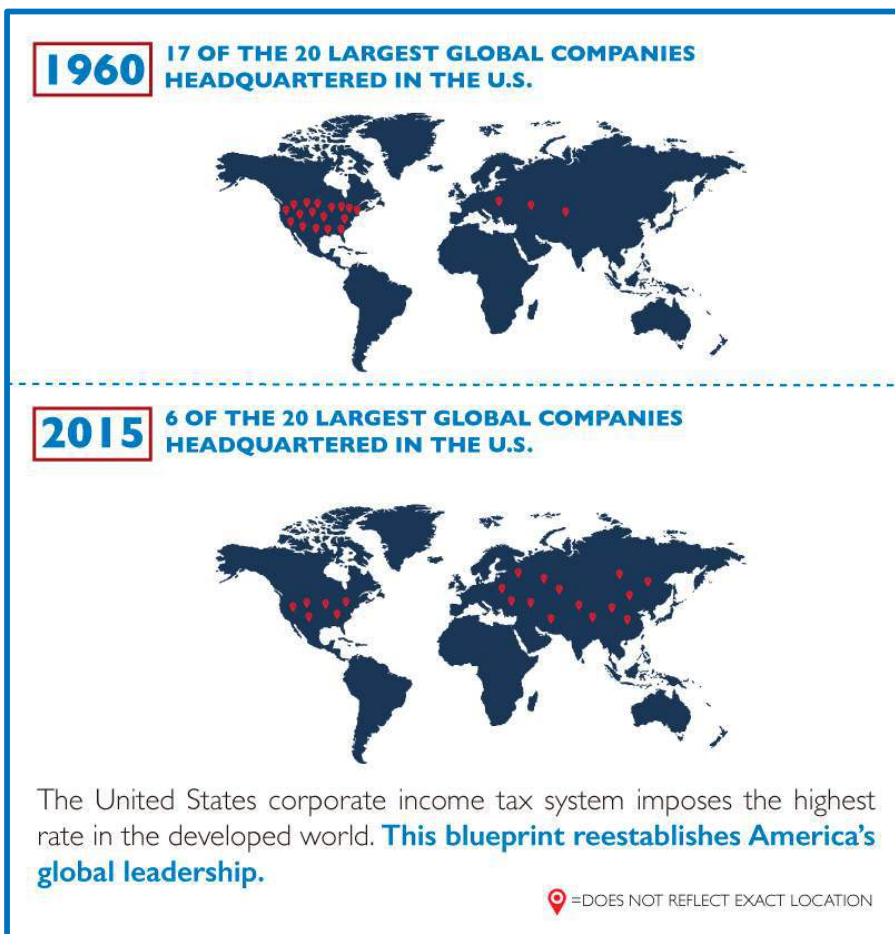 1960
17 OF THE 20 LARGEST GLOBAL COMPANIES
HEADQUARTERED IN THE U.S.
2015
6 OF THE 20 LARGEST GLOBAL COMPANIES
HEADQUARTERED IN THE U.S.
The United States corporate income tax system imposes the highest
rate in the developed world. This blueprint reestablishes America’s
global leadership.
=DOES NOT REFLECT EXACT LOCATION